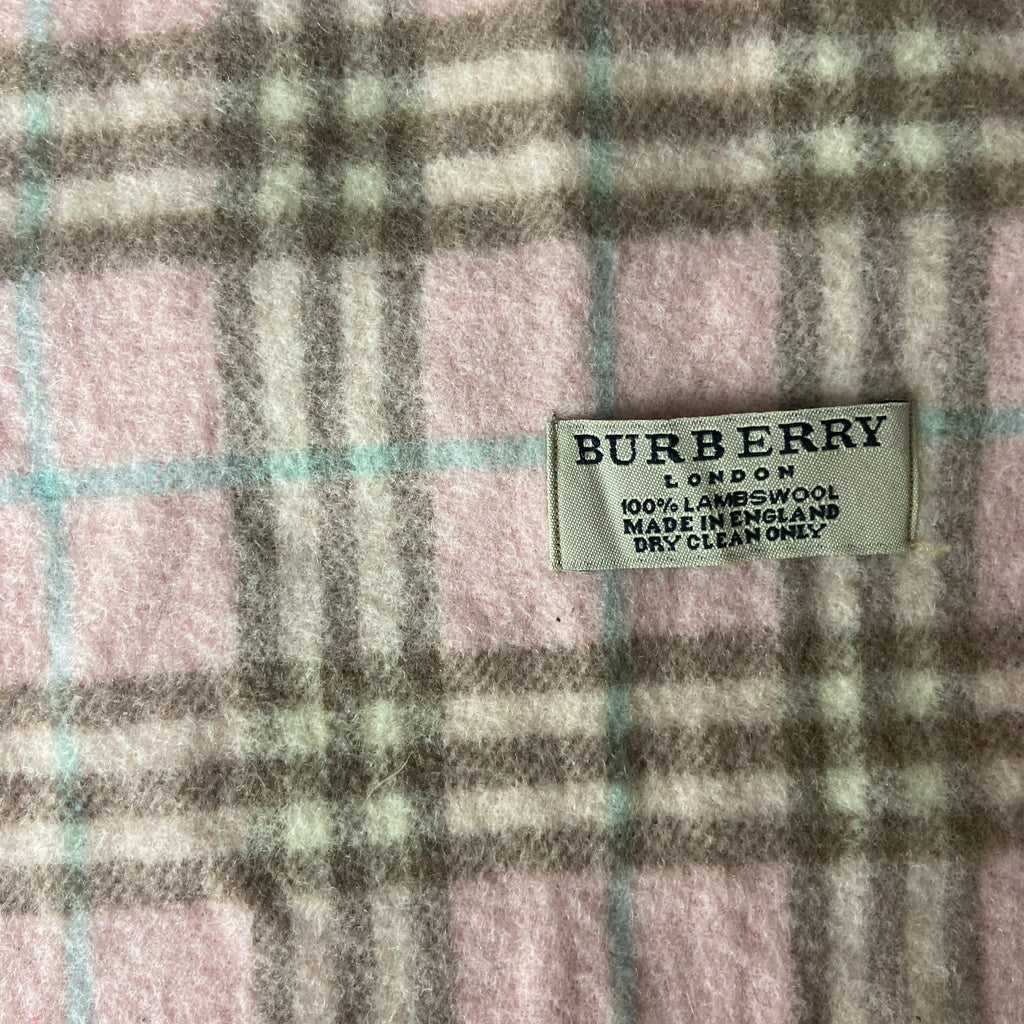 BURBERRY
LONDON
100% LAMBSWOOL
MADE IN ENGLAND
DRY CLEAN ONLY